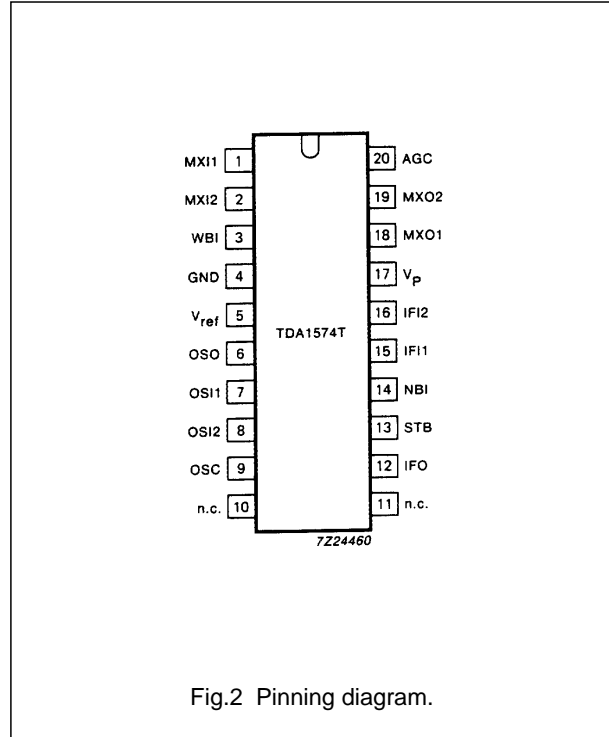 MXI1 1 20 AGC
MXI2 2 19 MXO2
WBI 3 18 MXO1
GND 4 17 Vp
Vref 5 16 IFI2
TDA1574T
OSO 6 15 IFI1
OSI1 7 14 NBI
OSI2 8 13 STB
OSC 9 12 IFO
n.c. 10 11 n.c.
7Z24460
Fig.2 Pinning diagram.